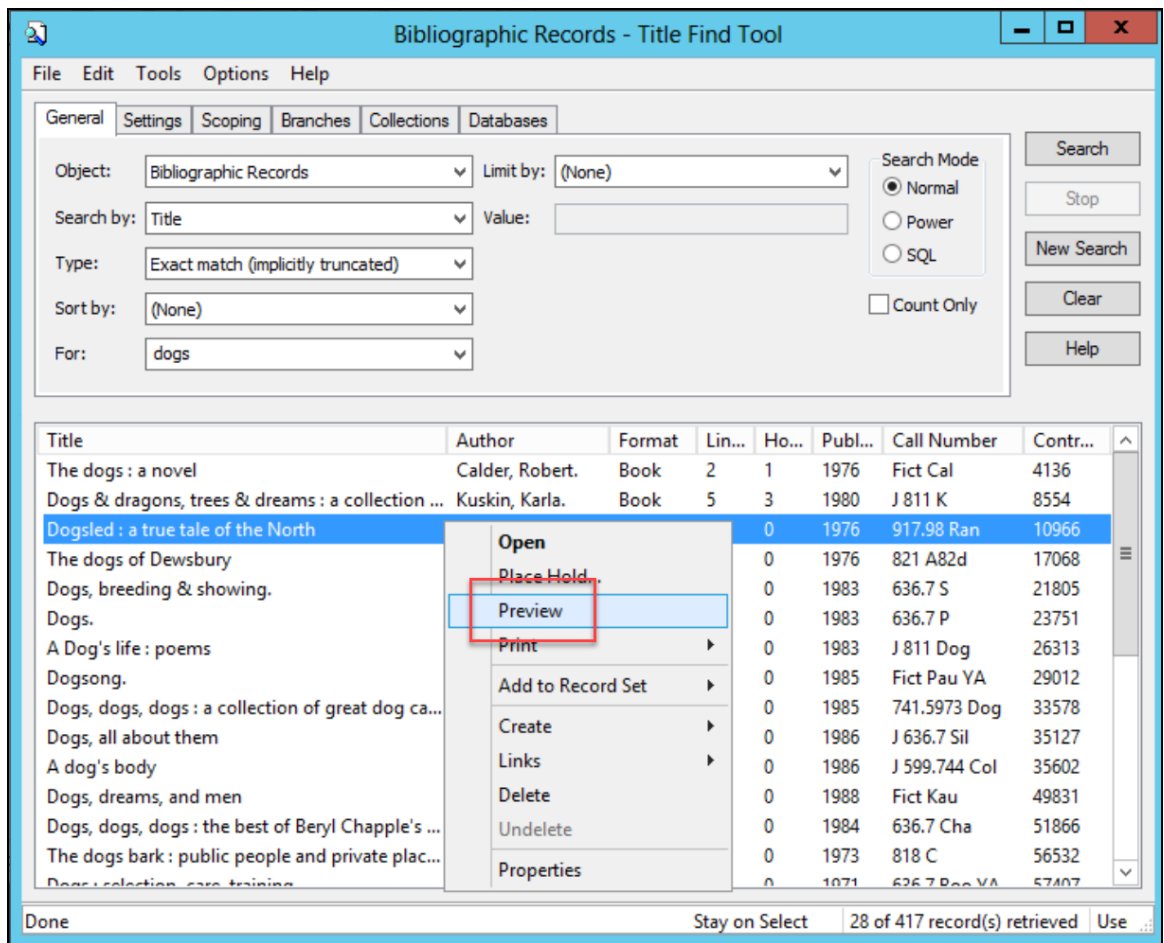 Bibliographic Records - Title Find Tool
File Edit Tools Options Help
General Settings Scoping Branches Collections Databases
Object: Bibliographic Records Limit by: (None) Search Mode
Search by: Title Value: Normal
Type: Exact match (implicitly truncated) Power
Sort by: (None) SQL
For: dogs Count Only
Search
Stop
New Search
Clear
Help
Title Author Format Lin... Ho... Publ... Call Number Contr...
The dogs : a novel Calder, Robert. Book 2 1 1976 Fict Cal 4136
Dogs & dragons, trees & dreams : a collection ... Kuskin, Karla. Book 5 3 1980 J 811 K 8554
Dogsled : a true tale of the North 0 1976 917.98 Ran 10966
The dogs of Dewsbury 0 1976 821 A82d 17068
Dogs, breeding & showing. 0 1983 636.7 S 21805
Dogs. 0 1983 636.7 P 23751
A Dog's life : poems 0 1983 J 811 Dog 26313
Dogsong. 0 1985 Fict Pau YA 29012
Dogs, dogs, dogs : a collection of great dog ca... 0 1985 741.5973 Dog 33578
Dogs, all about them 0 1986 J 636.7 Sil 35127
A dog's body 0 1986 J 599.744 Col 35602
Dogs, dreams, and men 0 1988 Fict Kau 49831
Dogs, dogs, dogs : the best of Beryl Chapple's ... 0 1984 636.7 Cha 51866
The dogs bark : public people and private plac... 0 1973 818 C 56532
Dogs : selection, care, training 0 1971 636.7 Boo YA 57407
Open
Place Hold...
Preview
Print
Add to Record Set
Create
Links
Delete
Undelete
Properties
Done Stay on Select 28 of 417 record(s) retrieved Use